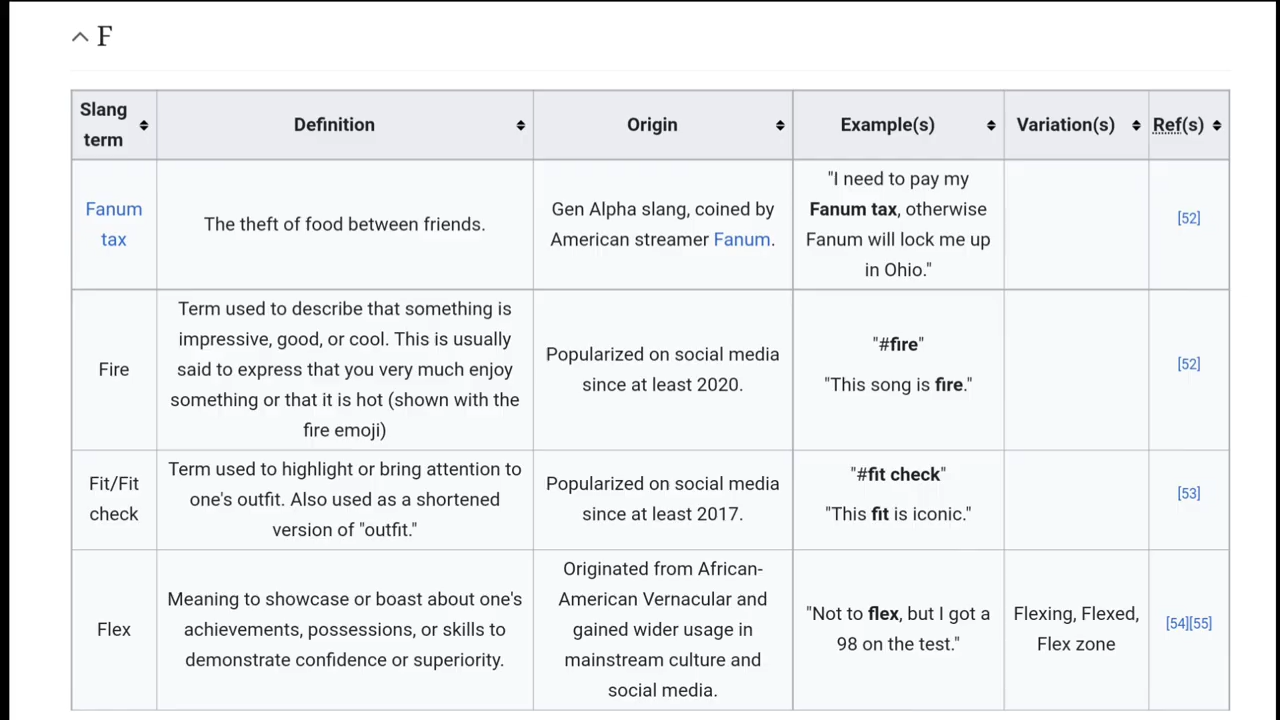 F
Slang term
Definition
Origin
Example(s)
Variation(s)
Ref(s)
Fanum
tax
The theft of food between friends.
Gen Alpha slang, coined by
American streamer Fanum.
"I need to pay my
Fanum tax, otherwise
Fanum will lock me up
in Ohio."
[52]
Fire
Term used to describe that something is
impressive, good, or cool. This is usually
said to express that you very much enjoy
something or that it is hot (shown with the
fire emoji)
Popularized on social media
since at least 2020.
"#fire"
"This song is fire."
[52]
Fit/Fit
check
Term used to highlight or bring attention to
one's outfit. Also used as a shortened
version of "outfit."
Popularized on social media
since at least 2017.
"#fit check"
"This fit is iconic."
[53]
Flex
Meaning to showcase or boast about one's
achievements, possessions, or skills to
demonstrate confidence or superiority.
Originated from African-
American Vernacular and
gained wider usage in
mainstream culture and
social media.
"Not to flex, but I got a
98 on the test."
Flexing, Flexed,
Flex zone
[54][55]